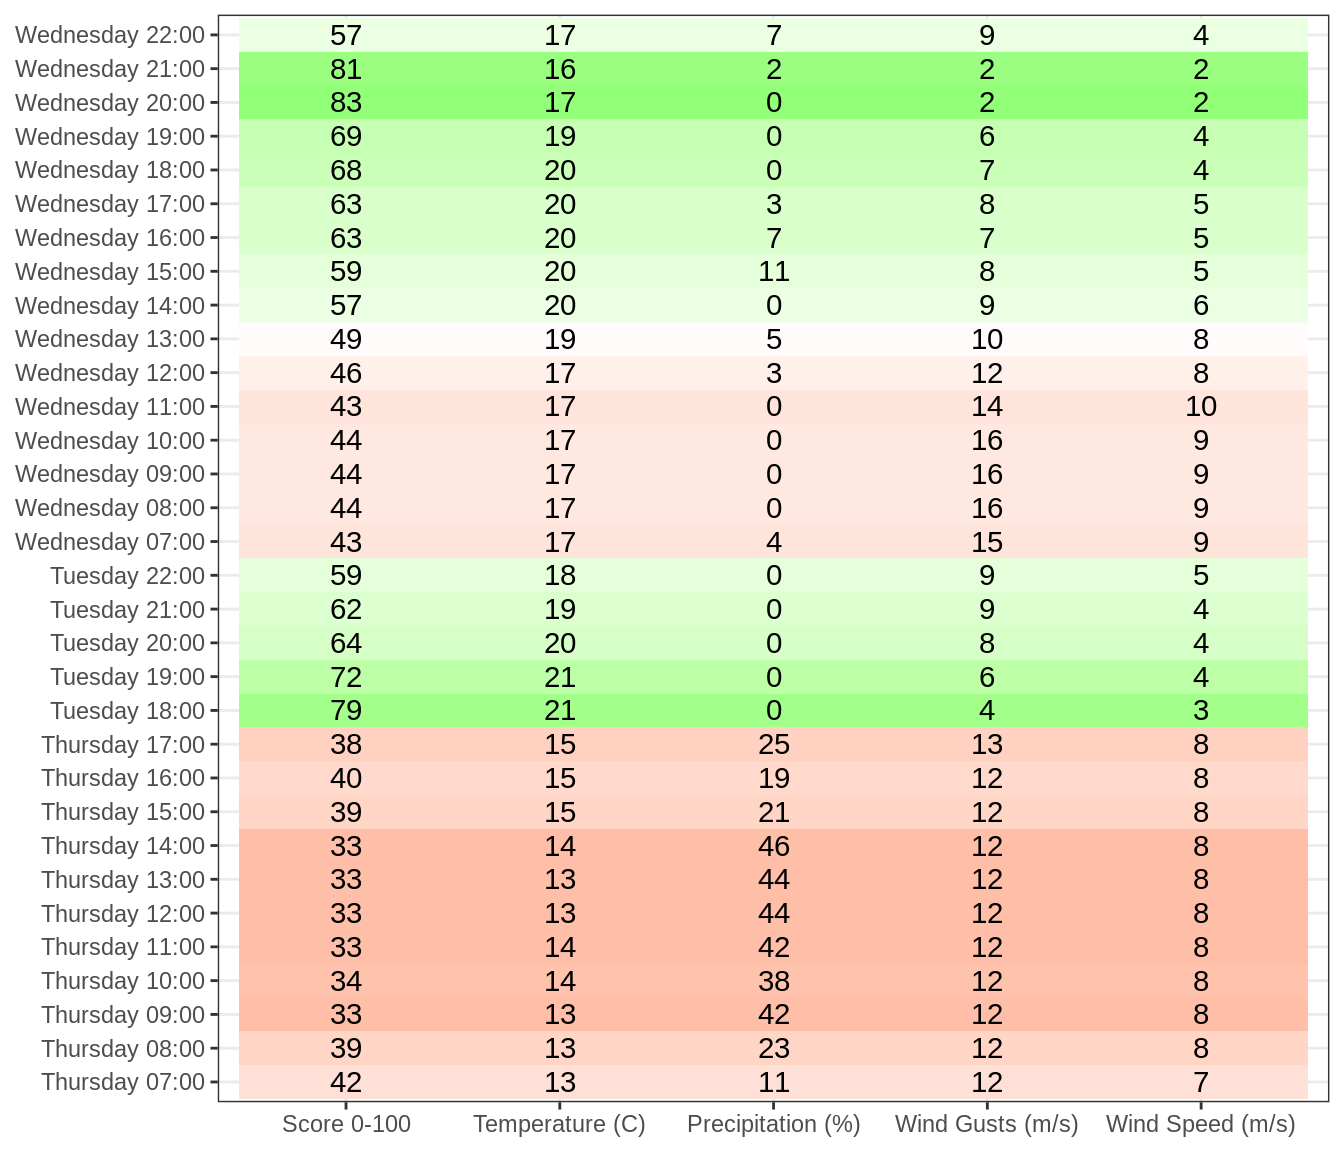 Wednesday 22:00 57 17 7 9 4
Wednesday 21:00 81 16 2 2 2
Wednesday 20:00 83 17 0 2 2
Wednesday 19:00 69 19 0 6 4
Wednesday 18:00 68 20 0 7 4
Wednesday 17:00 63 20 3 8 5
Wednesday 16:00 63 20 7 7 5
Wednesday 15:00 59 20 11 8 5
Wednesday 14:00 57 20 0 9 6
Wednesday 13:00 49 19 5 10 8
Wednesday 12:00 46 17 3 12 8
Wednesday 11:00 43 17 0 14 10
Wednesday 10:00 44 17 0 16 9
Wednesday 09:00 44 17 0 16 9
Wednesday 08:00 44 17 0 16 9
Wednesday 07:00 43 17 4 15 9
Tuesday 22:00 59 18 0 9 5
Tuesday 21:00 62 19 0 9 4
Tuesday 20:00 64 20 0 8 4
Tuesday 19:00 72 21 0 6 4
Tuesday 18:00 79 21 0 4 3
Thursday 17:00 38 15 25 13 8
Thursday 16:00 40 15 19 12 8
Thursday 15:00 39 15 21 12 8
Thursday 14:00 33 14 46 12 8
Thursday 13:00 33 13 44 12 8
Thursday 12:00 33 13 44 12 8
Thursday 11:00 33 14 42 12 8
Thursday 10:00 34 14 38 12 8
Thursday 09:00 33 13 42 12 8
Thursday 08:00 39 13 23 12 8
Thursday 07:00 42 13 11 12 7
Score 0-100 Temperature (C) Precipitation (%) Wind Gusts (m/s) Wind Speed (m/s)